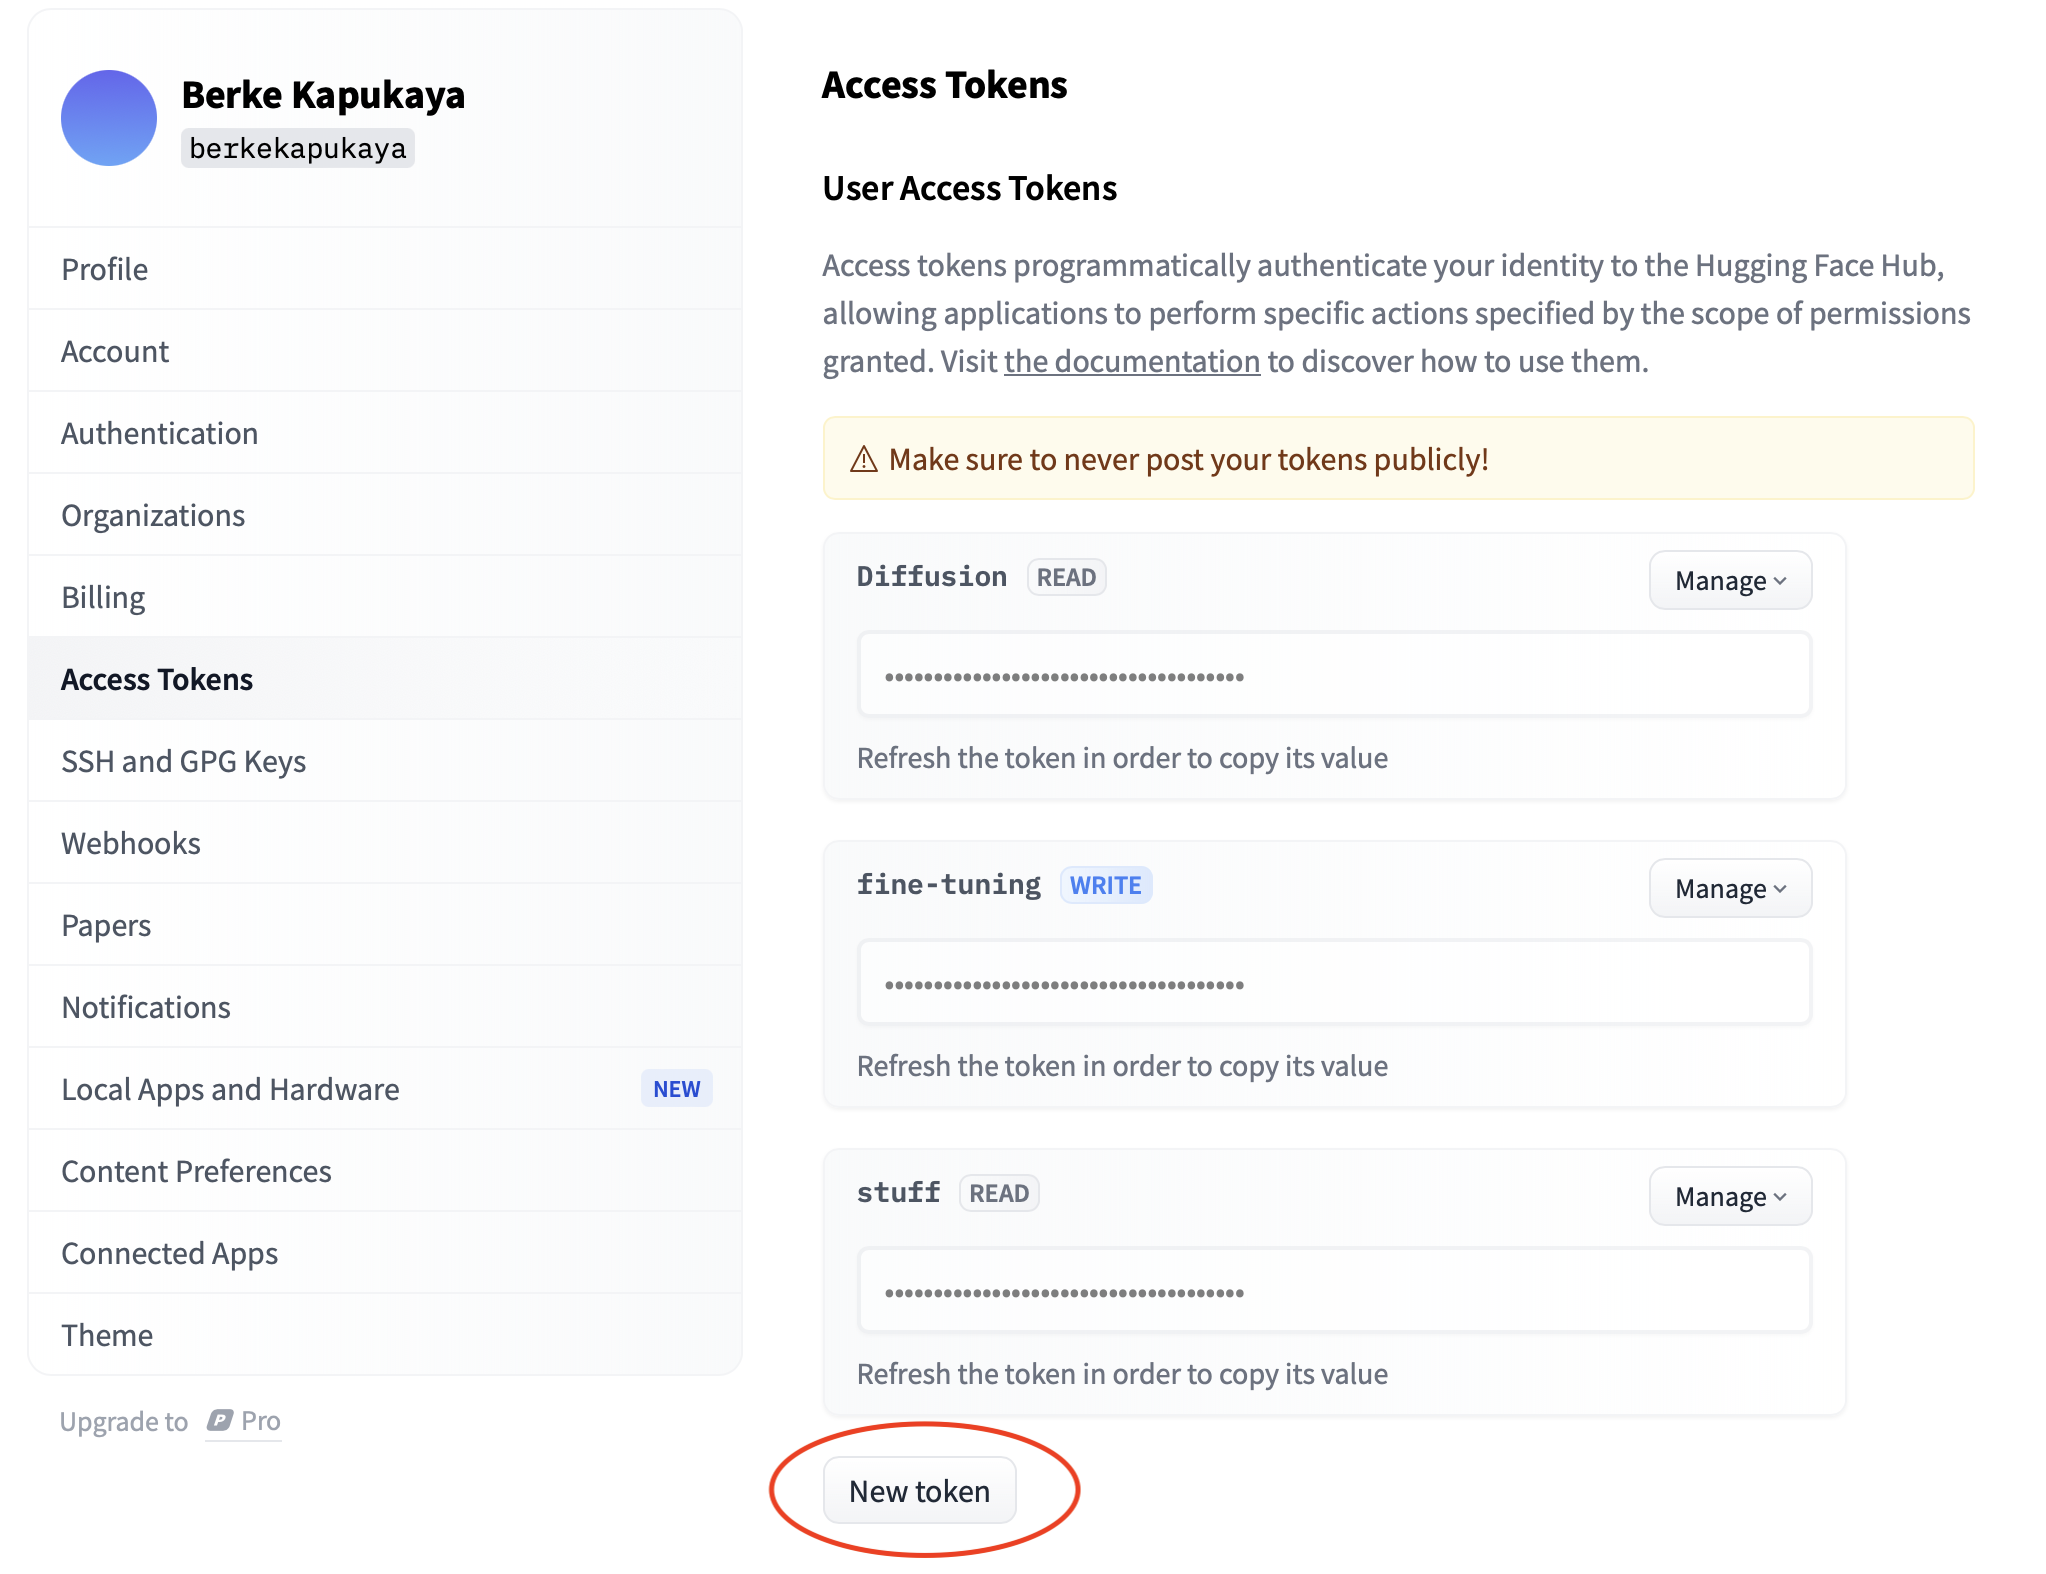 Berke Kapukaya
berkekapukaya
Profile
Account
Authentication
Organizations
Billing
Access Tokens
SSH and GPG Keys
Webhooks
Papers
Notifications
Local Apps and Hardware NEW
Content Preferences
Connected Apps
Theme
Upgrade to P Pro
Access Tokens
User Access Tokens
Access tokens programmatically authenticate your identity to the Hugging Face Hub,
allowing applications to perform specific actions specified by the scope of permissions
granted. Visit the documentation to discover how to use them.
Make sure to never post your tokens publicly!
Diffusion READ Manage
•••••••••••••••••••••••••••••••••••••
Refresh the token in order to copy its value
fine-tuning WRITE Manage
•••••••••••••••••••••••••••••••••••••
Refresh the token in order to copy its value
stuff READ Manage
•••••••••••••••••••••••••••••••••••••
Refresh the token in order to copy its value
New token